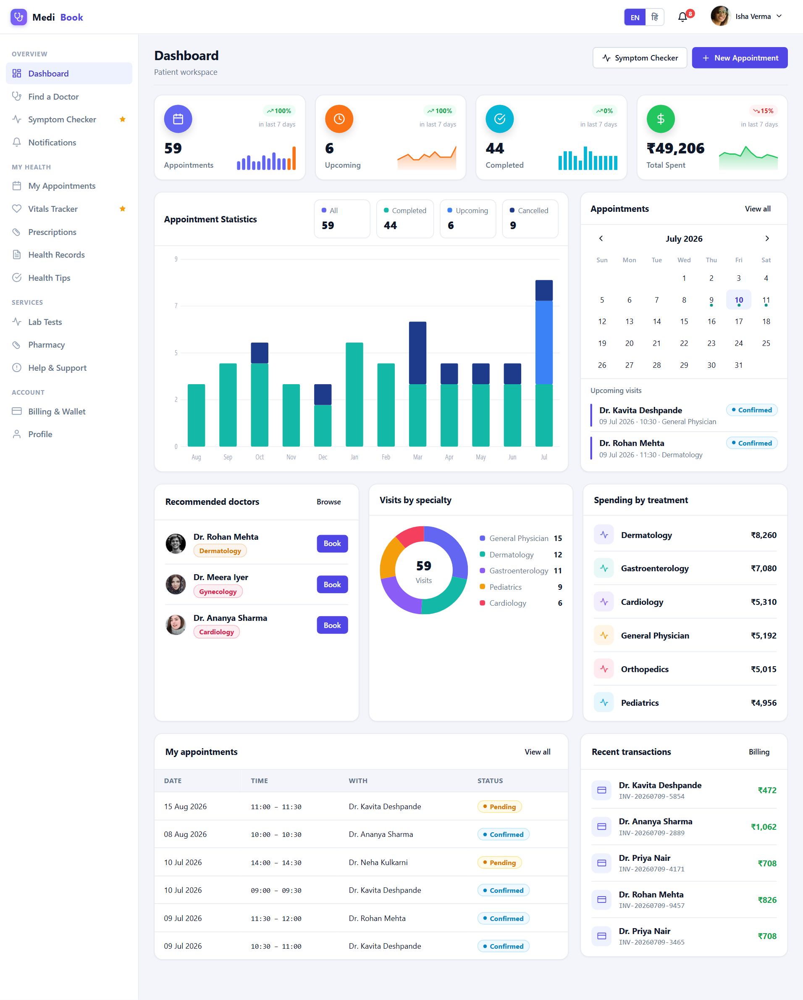 Medi Book
EN हिं 8 Isha Verma
OVERVIEW
Dashboard
Find a Doctor
Symptom Checker
Notifications
MY HEALTH
My Appointments
Vitals Tracker
Prescriptions
Health Records
Health Tips
SERVICES
Lab Tests
Pharmacy
Help & Support
ACCOUNT
Billing & Wallet
Profile
Dashboard
Patient workspace
Symptom Checker
New Appointment
100%
in last 7 days
59
Appointments
100%
in last 7 days
6
Upcoming
0%
in last 7 days
44
Completed
15%
in last 7 days
₹49,206
Total Spent
Appointment Statistics
All
59
Completed
44
Upcoming
6
Cancelled
9
9
7
5
2
0
Aug Sep Oct Nov Dec Jan Feb Mar Apr May Jun Jul
Appointments
View all
July 2026
Sun Mon Tue Wed Thu Fri Sat
1 2 3 4
5 6 7 8 9 10 11
12 13 14 15 16 17 18
19 20 21 22 23 24 25
26 27 28 29 30 31
Upcoming visits
Dr. Kavita Deshpande Confirmed
09 Jul 2026 · 10:30 · General Physician
Dr. Rohan Mehta Confirmed
09 Jul 2026 · 11:30 · Dermatology
Recommended doctors
Browse
Dr. Rohan Mehta
Dermatology
Book
Dr. Meera Iyer
Gynecology
Book
Dr. Ananya Sharma
Cardiology
Book
Visits by specialty
59
Visits
General Physician 15
Dermatology 12
Gastroenterology 11
Pediatrics 9
Cardiology 6
Spending by treatment
Dermatology ₹8,260
Gastroenterology ₹7,080
Cardiology ₹5,310
General Physician ₹5,192
Orthopedics ₹5,015
Pediatrics ₹4,956
My appointments
View all
DATE TIME WITH STATUS
15 Aug 2026 11:00 – 11:30 Dr. Kavita Deshpande Pending
08 Aug 2026 10:00 – 10:30 Dr. Ananya Sharma Confirmed
10 Jul 2026 14:00 – 14:30 Dr. Neha Kulkarni Pending
10 Jul 2026 09:00 – 09:30 Dr. Kavita Deshpande Confirmed
09 Jul 2026 11:30 – 12:00 Dr. Rohan Mehta Confirmed
09 Jul 2026 10:30 – 11:00 Dr. Kavita Deshpande Confirmed
Recent transactions
Billing
Dr. Kavita Deshpande
INV-20260709-5854
₹472
Dr. Ananya Sharma
INV-20260709-2889
₹1,062
Dr. Priya Nair
INV-20260709-4171
₹708
Dr. Rohan Mehta
INV-20260709-9457
₹826
Dr. Priya Nair
INV-20260709-3465
₹708